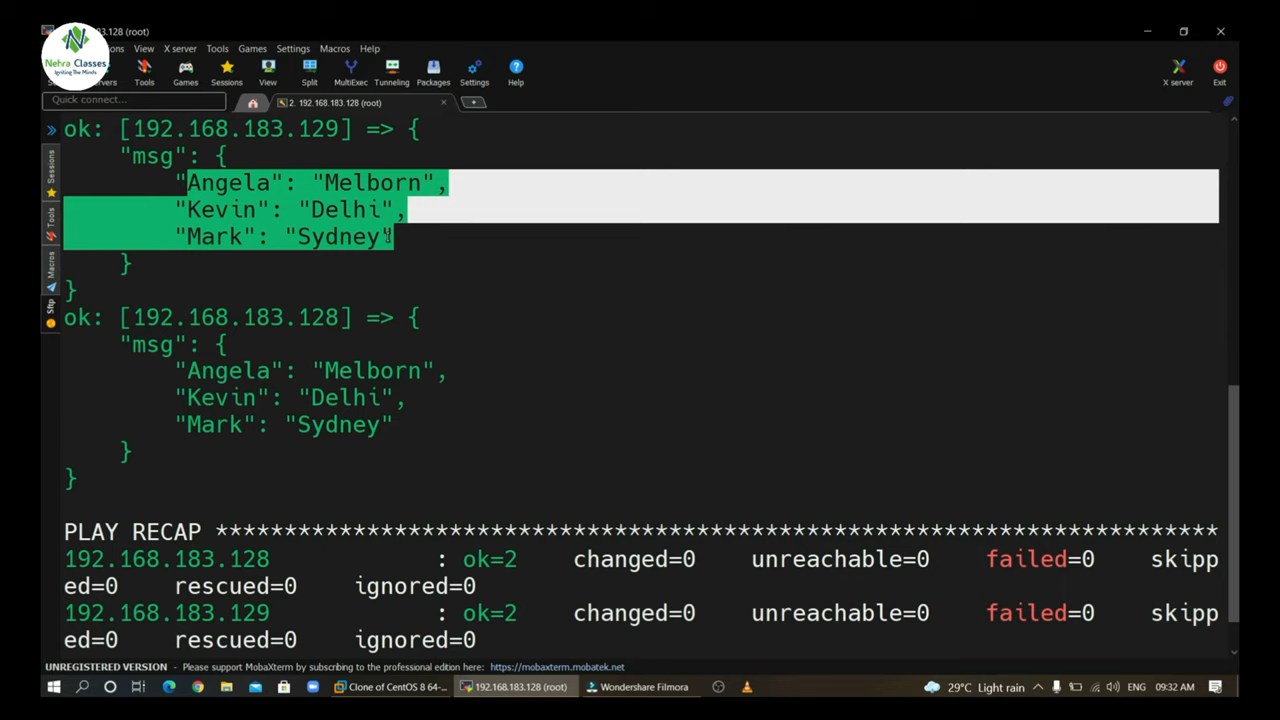 .183.128 (root)
ons View X server Tools Games Settings Macros Help
Nehra Classes
Igniting The Minds
ervers Tools Games Sessions View Split MultiExec Tunneling Packages Settings Help X server Exit
Quick connect... 2. 192.168.183.128 (root)
Sessions
Tools
Macros
Sftp
ok: [192.168.183.129] => {
"msg": {
"Angela": "Melborn",
"Kevin": "Delhi",
"Mark": "Sydney"
}
}
ok: [192.168.183.128] => {
"msg": {
"Angela": "Melborn",
"Kevin": "Delhi",
"Mark": "Sydney"
}
}
PLAY RECAP *************************************************************************
192.168.183.128 : ok=2 changed=0 unreachable=0 failed=0 skipp
ed=0 rescued=0 ignored=0
192.168.183.129 : ok=2 changed=0 unreachable=0 failed=0 skipp
ed=0 rescued=0 ignored=0
UNREGISTERED VERSION - Please support MobaXterm by subscribing to the professional edition here: https://mobaxterm.mobatek.net
Clone of CentOS 8 64-... 192.168.183.128 (root) Wondershare Filmora 29°C Light rain ENG 09:32 AM